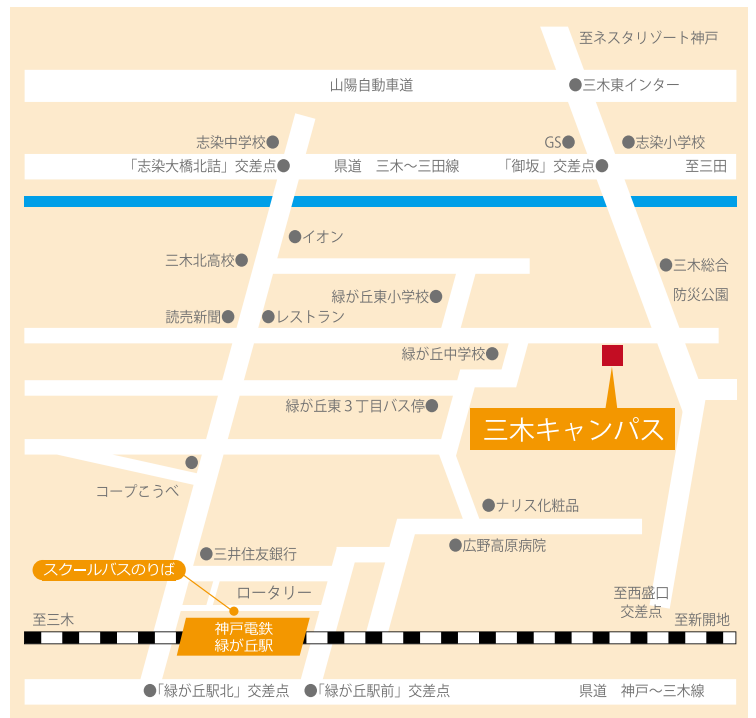 至ネスタリゾート神戸
山陽自動車道
三木東インター
志染中学校
GS
志染小学校
「志染大橋北詰」交差点
県道　三木〜三田線
「御坂」交差点
至三田
イオン
三木北高校
三木総合
防災公園
緑が丘東小学校
読売新聞
レストラン
緑が丘中学校
緑が丘東３丁目バス停
三木キャンパス
コープこうべ
ナリス化粧品
広野高原病院
三井住友銀行
スクールバスのりば
ロータリー
至西盛口
交差点
至三木
至新開地
神戸電鉄
緑が丘駅
「緑が丘駅北」交差点
「緑が丘駅前」交差点
県道　神戸〜三木線